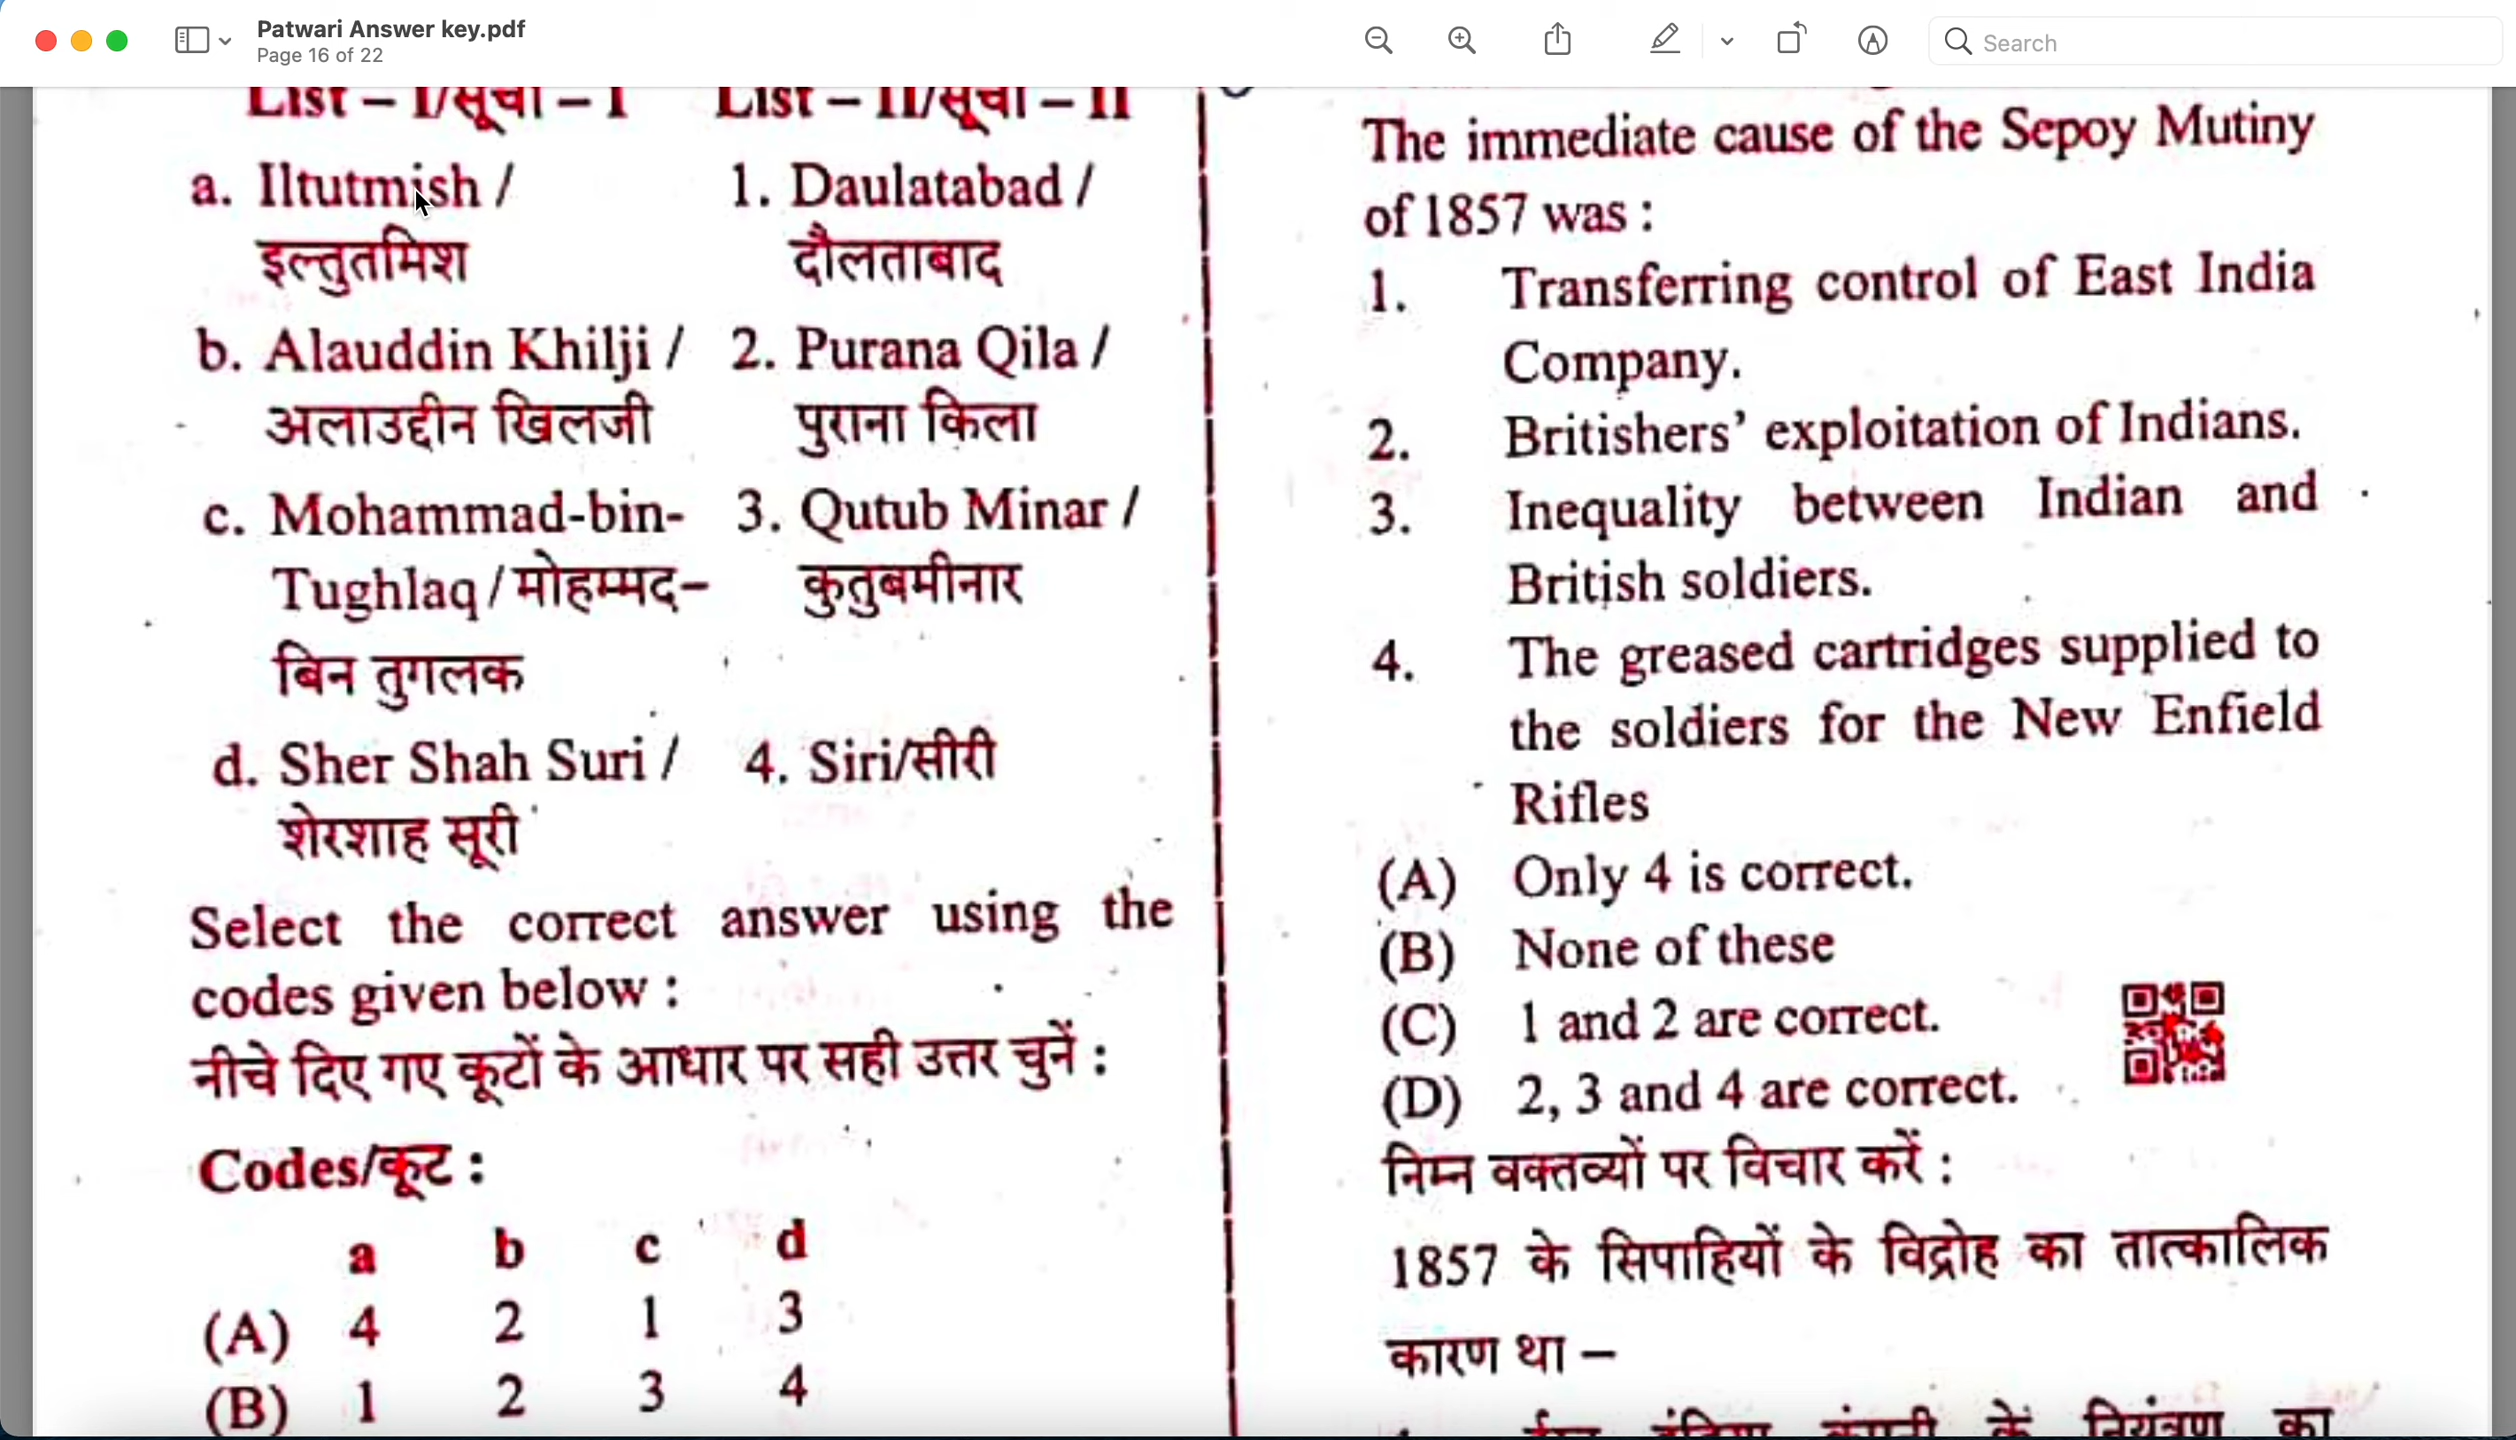 Patwari Answer key.pdf
Page 16 of 22
Search
List – I/सूची – I List – II/सूची – II
a. Iltutmish / 1. Daulatabad /
इल्तुतमिश दौलताबाद
b. Alauddin Khilji / 2. Purana Qila /
अलाउद्दीन खिलजी पुराना किला
c. Mohammad-bin- 3. Qutub Minar /
Tughlaq / मोहम्मद– कुतुबमीनार
बिन तुगलक
d. Sher Shah Suri / 4. Siri/सीरी
शेरशाह सूरी
Select the correct answer using the
codes given below :
नीचे दिए गए कूटों के आधार पर सही उत्तर चुनें :
Codes/कूट :
a b c d
(A) 4 2 1 3
(B) 1 2 3 4
The immediate cause of the Sepoy Mutiny
of 1857 was :
1. Transferring control of East India
Company.
2. Britishers’ exploitation of Indians.
3. Inequality between Indian and
British soldiers.
4. The greased cartridges supplied to
the soldiers for the New Enfield
Rifles
(A) Only 4 is correct.
(B) None of these
(C) 1 and 2 are correct.
(D) 2, 3 and 4 are correct.
निम्न वक्तव्यों पर विचार करें :
1857 के सिपाहियों के विद्रोह का तात्कालिक
कारण था –
के नियंत्रण का